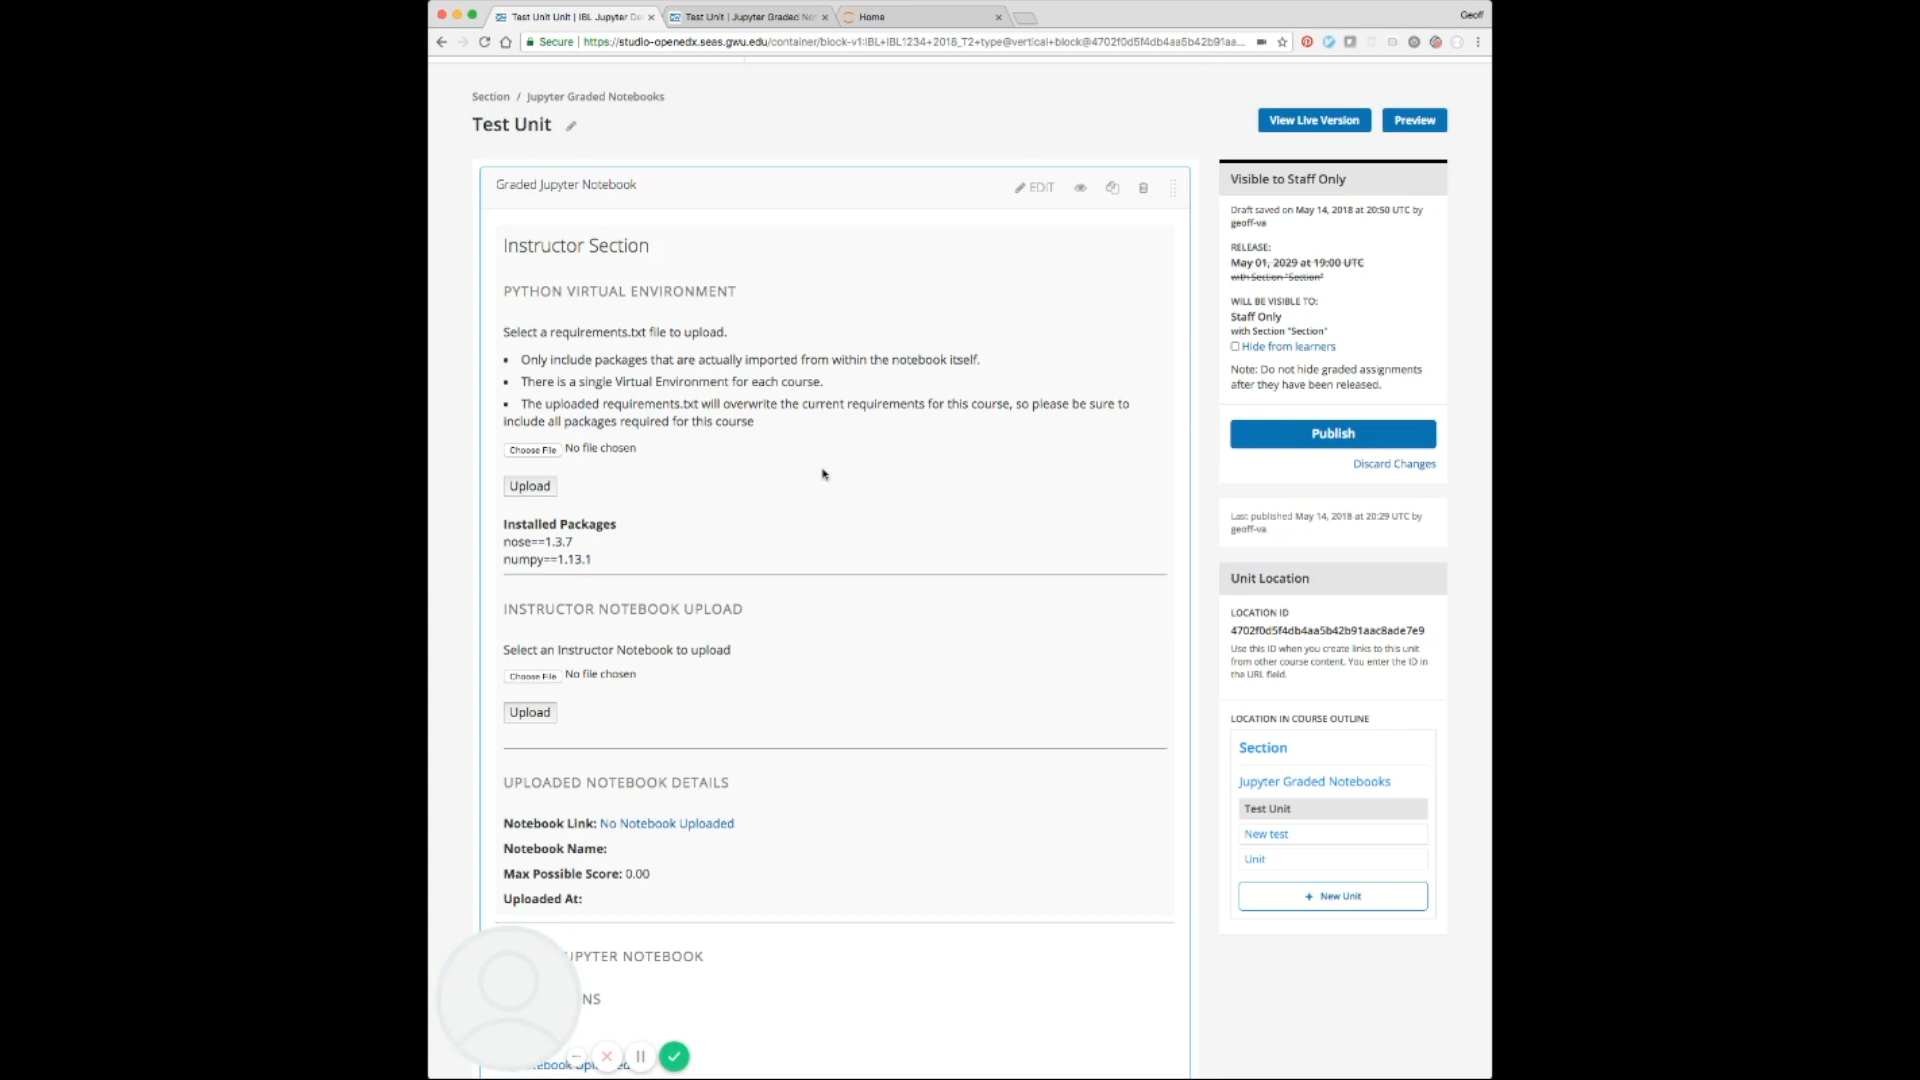 Test Unit Unit | IBL Jupyter De
Test Unit | Jupyter Graded Not
Home
Geoff
Secure
https://studio-openedx.seas.gwu.edu/container/block-v1:IBL+IBL1234+2018_T2+type@vertical+block@4702f0d5f4db4aa5b42b91aa...
Section / Jupyter Graded Notebooks
Test Unit
View Live Version
Preview
Graded Jupyter Notebook
EDIT
Instructor Section
PYTHON VIRTUAL ENVIRONMENT
Select a requirements.txt file to upload.
▪ Only include packages that are actually imported from within the notebook itself.
▪ There is a single Virtual Environment for each course.
▪ The uploaded requirements.txt will overwrite the current requirements for this course, so please be sure to
include all packages required for this course
Choose File No file chosen
Upload
Installed Packages
nose==1.3.7
numpy==1.13.1
INSTRUCTOR NOTEBOOK UPLOAD
Select an Instructor Notebook to upload
Choose File No file chosen
Upload
UPLOADED NOTEBOOK DETAILS
Notebook Link: No Notebook Uploaded
Notebook Name:
Max Possible Score: 0.00
Uploaded At:
UPYTER NOTEBOOK
NS
Visible to Staff Only
Draft saved on May 14, 2018 at 20:50 UTC by
geoff-va
RELEASE:
May 01, 2029 at 19:00 UTC
with Section "Section"
WILL BE VISIBLE TO:
Staff Only
with Section "Section"
Hide from learners
Note: Do not hide graded assignments
after they have been released.
Publish
Discard Changes
Last published May 14, 2018 at 20:29 UTC by
geoff-va
Unit Location
LOCATION ID
4702f0d5f4db4aa5b42b91aac8ade7e9
Use this ID when you create links to this unit
from other course content. You enter the ID in
the URL field.
LOCATION IN COURSE OUTLINE
Section
Jupyter Graded Notebooks
Test Unit
New test
Unit
+ New Unit